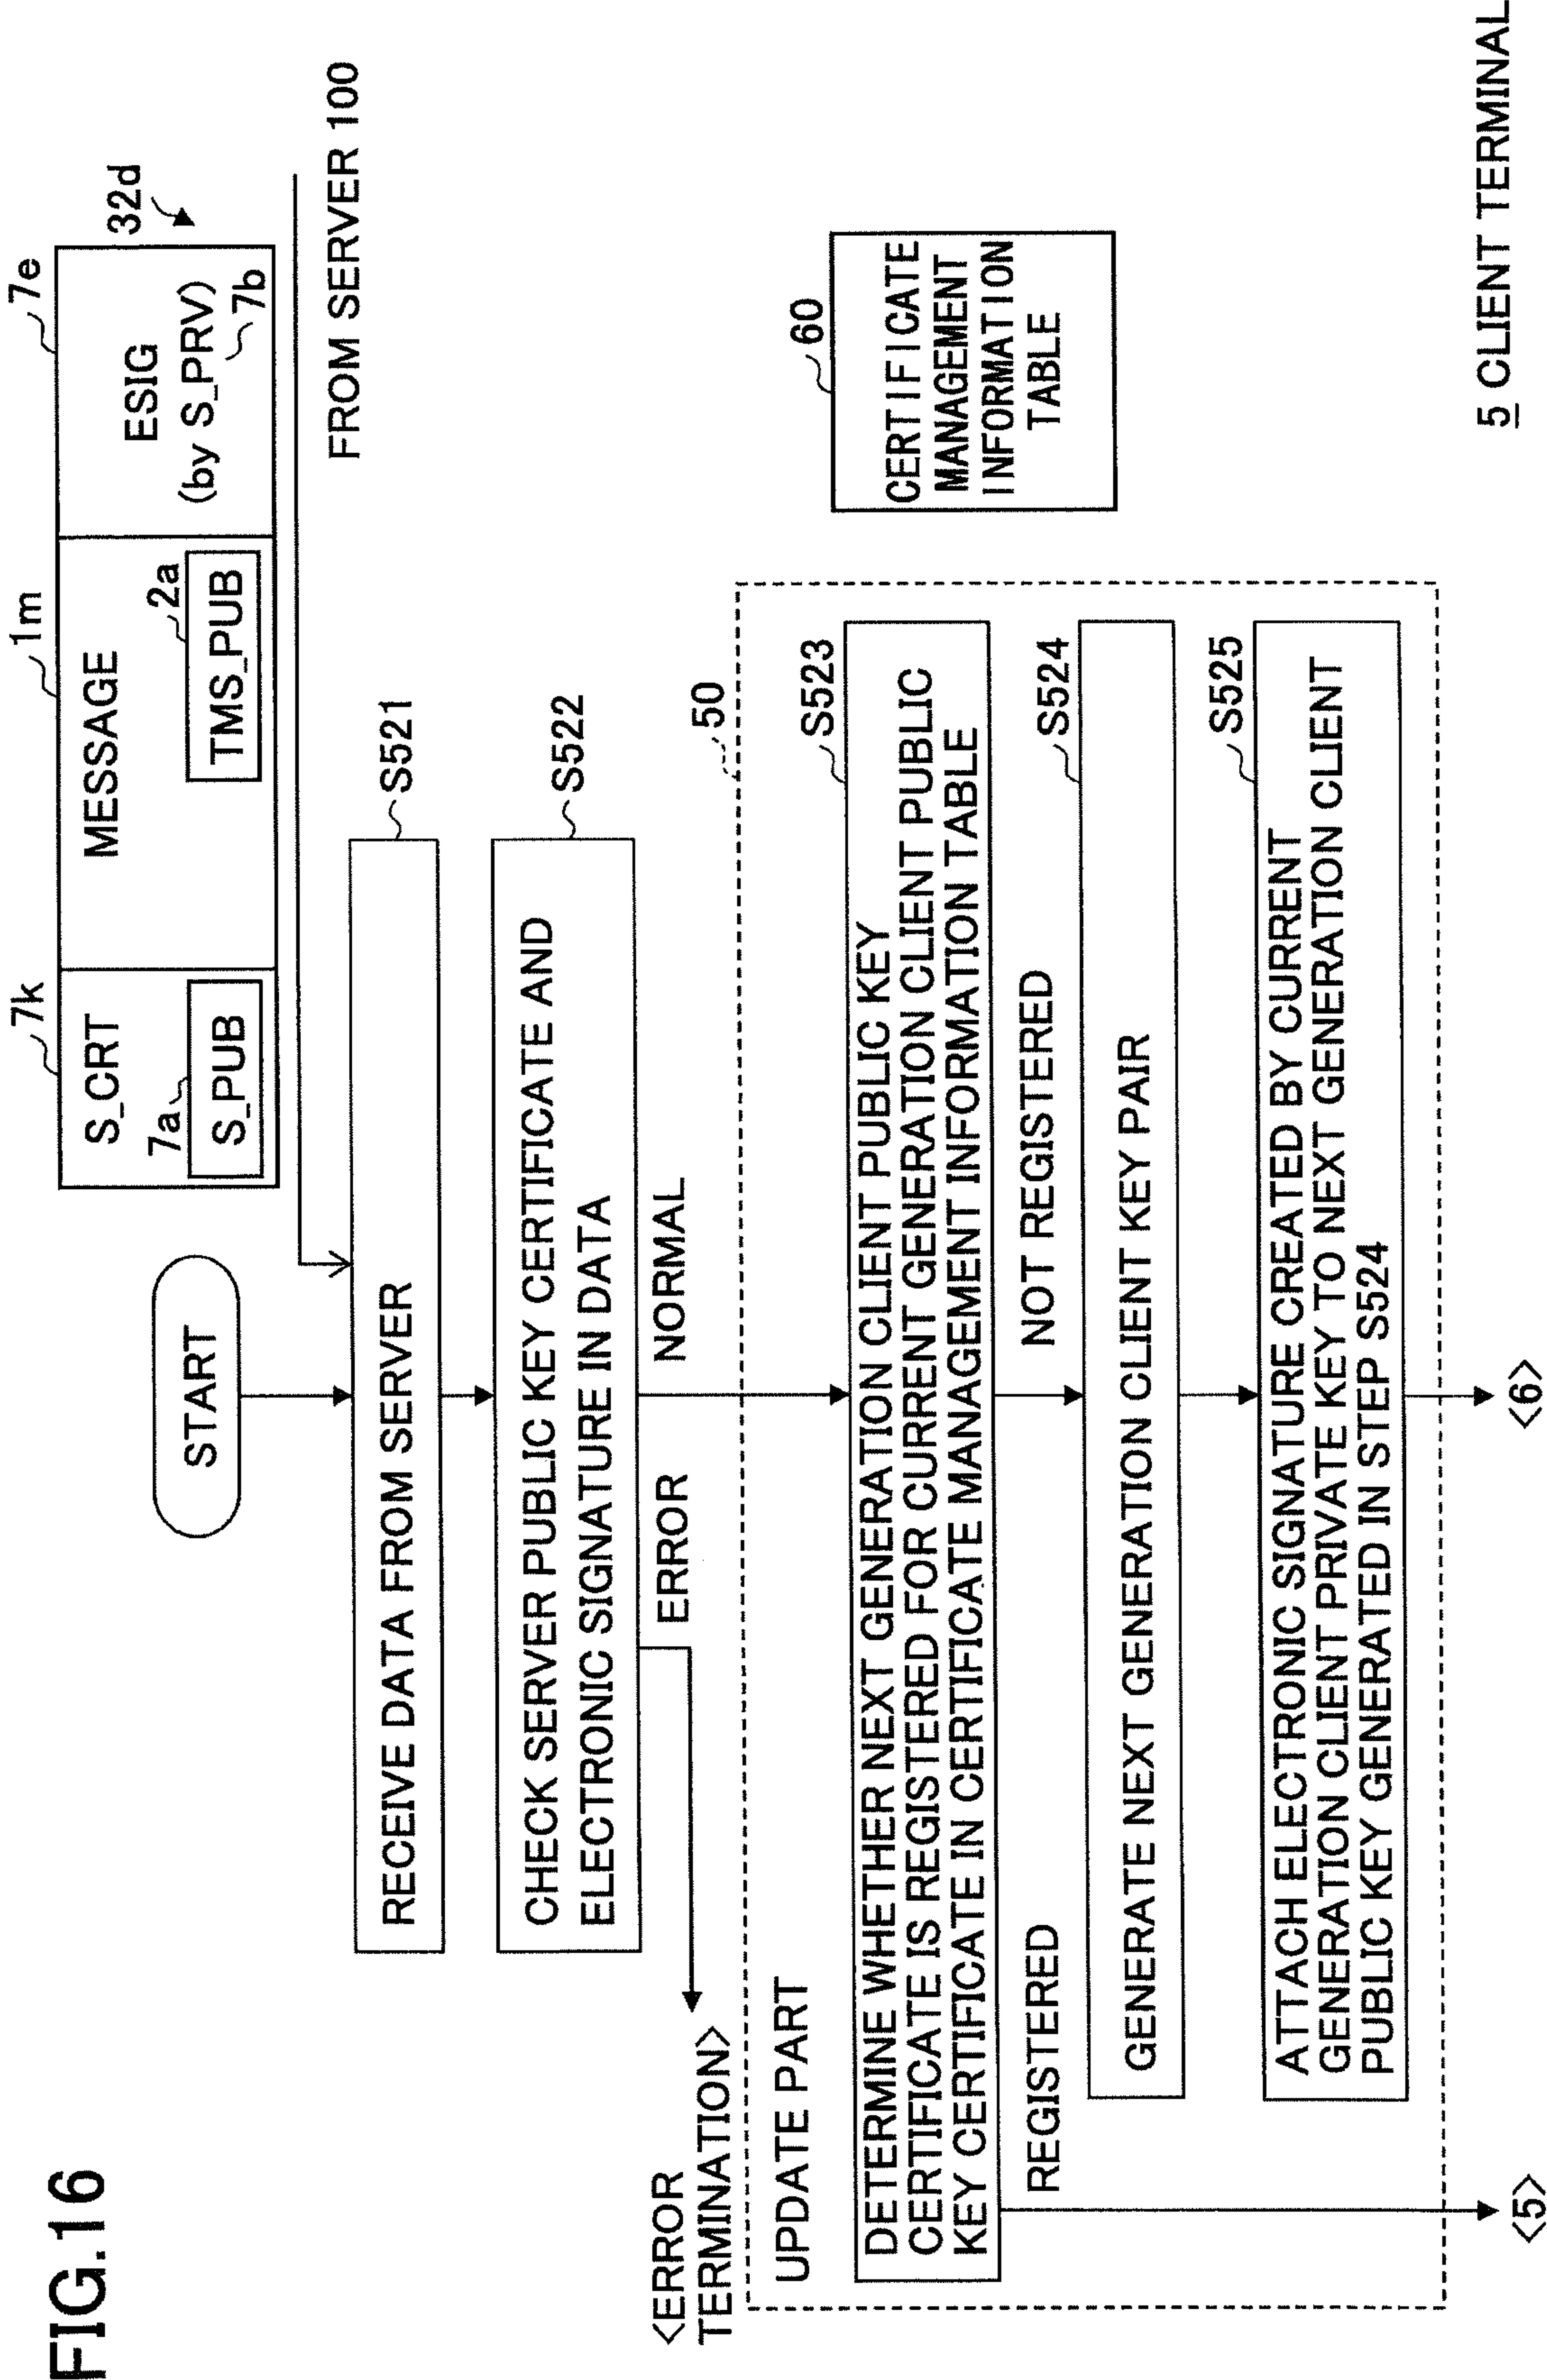 FIG.16
7k
1m
7e
32d
S_CRT
MESSAGE
ESIG
(by S_PRV)
7a
S_PUB
2a
TMS_PUB
7b
START
FROM SERVER 100
S521
RECEIVE DATA FROM SERVER
S522
CHECK SERVER PUBLIC KEY CERTIFICATE AND
ELECTRONIC SIGNATURE IN DATA
ERROR
NORMAL
<ERROR
TERMINATION>
50
UPDATE PART
60
CERTIFICATE
MANAGEMENT
INFORMATION
TABLE
S523
DETERMINE WHETHER NEXT GENERATION CLIENT PUBLIC KEY
CERTIFICATE IS REGISTERED FOR CURRENT GENERATION CLIENT PUBLIC
KEY CERTIFICATE IN CERTIFICATE MANAGEMENT INFORMATION TABLE
REGISTERED
NOT REGISTERED
S524
GENERATE NEXT GENERATION CLIENT KEY PAIR
S525
ATTACH ELECTRONIC SIGNATURE CREATED BY CURRENT
GENERATION CLIENT PRIVATE KEY TO NEXT GENERATION CLIENT
PUBLIC KEY GENERATED IN STEP S524
<5>
<6>
5 CLIENT TERMINAL